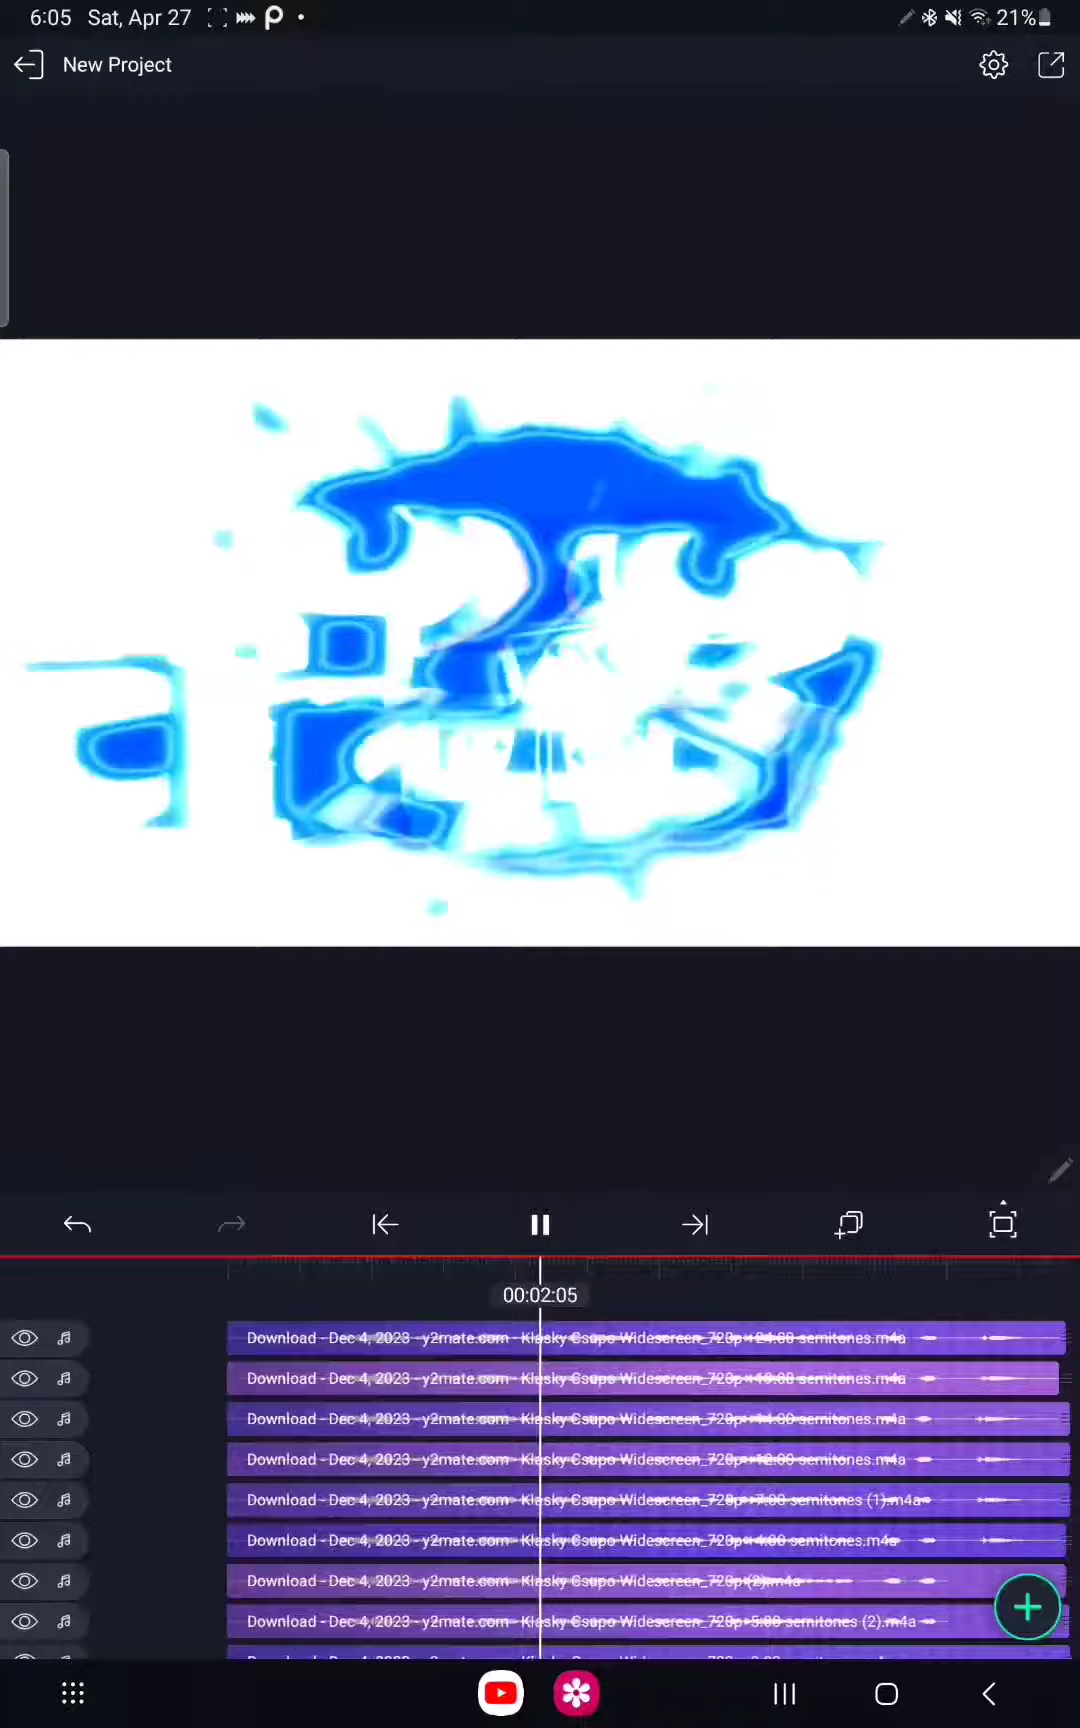 6:05 Sat, Apr 27
21%
New Project
00:02:05
Download - Dec 4, 2023 - y2mate.com - Klasky Csupo Widescreen_720p+24.00 semitones.m4a
Download - Dec 4, 2023 - y2mate.com - Klasky Csupo Widescreen_720p semitones.m4a
Download - Dec 4, 2023 - y2mate.com - Klasky Csupo Widescreen_720p semitones.m4a
Download - Dec 4, 2023 - y2mate.com - Klasky Csupo Widescreen_720p+12.00 semitones.m4a
Download - Dec 4, 2023 - y2mate.com - Klasky Csupo Widescreen_720p+7.00 semitones (1).m4a
Download - Dec 4, 2023 - y2mate.com - Klasky Csupo Widescreen_720p+4.00 semitones.m4a
Download - Dec 4, 2023 - y2mate.com - Klasky Csupo Widescreen_720p (2).m4a
Download - Dec 4, 2023 - y2mate.com - Klasky Csupo Widescreen_720p-5.00 semitones (2).m4a